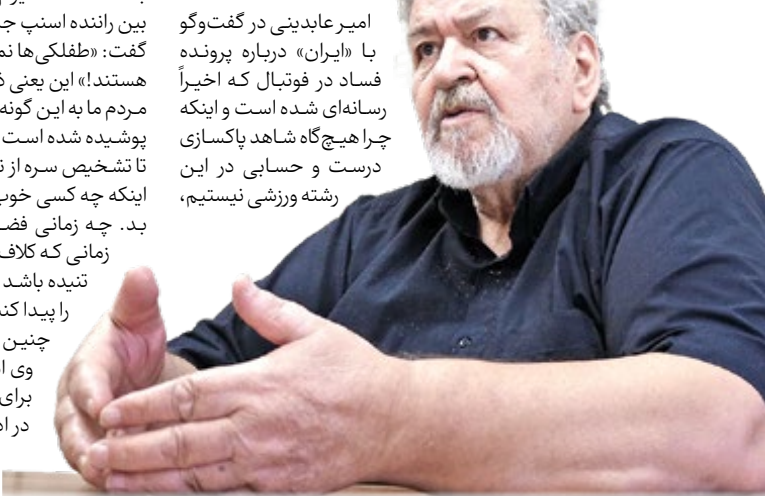 امیر عابدینی در گفت‌وگو
با «ایران» درباره پرونده
فساد در فوتبال که اخیراً
رسانه‌ای شده است و اینکه
چرا هیچ‌گاه شاهد پاکسازی
درست و حسابی در این
رشته ورزشی نیستیم،
بین راننده اسنپ
گفت: «طفلکی‌ها
هستند!» این یعنی
مردم ما به این گونه
پوشیده شده است
تا تشخیص سره از
اینکه چه کسی خوب
بد. چه زمانی
زمانی که
تنیده باشد
را پیدا
چنین
وی
برای
در